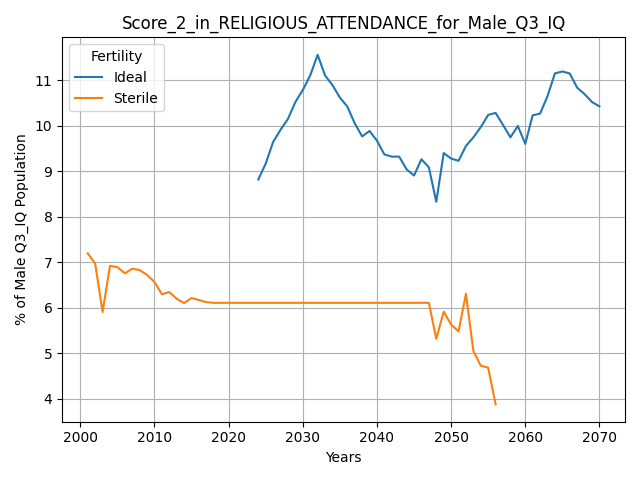 Score_2_in_RELIGIOUS_ATTENDANCE_for_Male_Q3_IQ
Fertility
Ideal
Sterile
% of Male Q3_IQ Population
11
10
9
8
7
6
5
4
2000 2010 2020 2030 2040 2050 2060 2070
Years